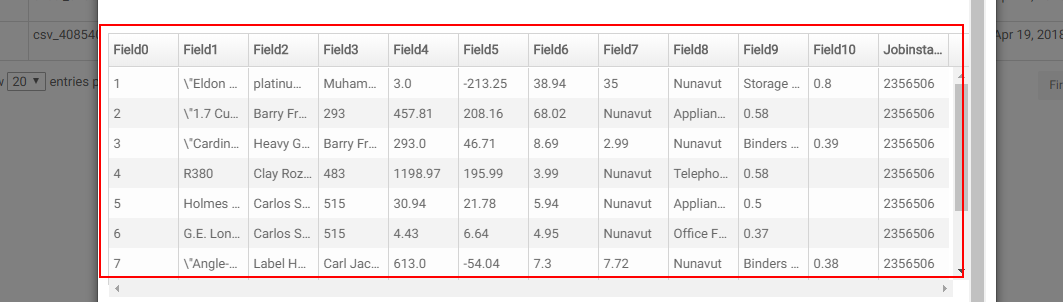 csv_40854
Apr 19, 2018
w 20 entries p
Fir
Field0 Field1 Field2 Field3 Field4 Field5 Field6 Field7 Field8 Field9 Field10 Jobinsta...
1 \"Eldon ... platinu... Muham... 3.0 -213.25 38.94 35 Nunavut Storage ... 0.8 2356506
2 \"1.7 Cu... Barry Fr... 293 457.81 208.16 68.02 Nunavut Applian... 0.58 2356506
3 \"Cardin... Heavy G... Barry Fr... 293.0 46.71 8.69 2.99 Nunavut Binders ... 0.39 2356506
4 R380 Clay Roz... 483 1198.97 195.99 3.99 Nunavut Telepho... 0.58 2356506
5 Holmes ... Carlos S... 515 30.94 21.78 5.94 Nunavut Applian... 0.5 2356506
6 G.E. Lon... Carlos S... 515 4.43 6.64 4.95 Nunavut Office F... 0.37 2356506
7 \"Angle-... Label H... Carl Jac... 613.0 -54.04 7.3 7.72 Nunavut Binders ... 0.38 2356506